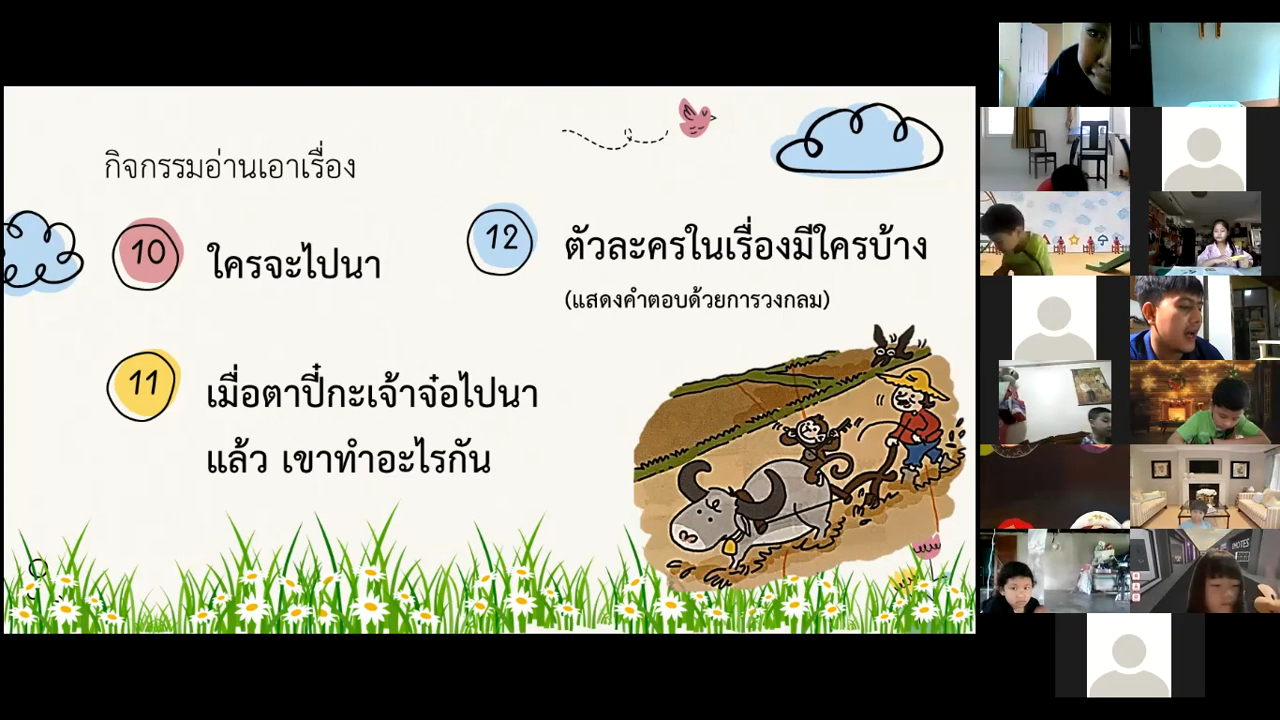 กิจกรรมอ่านเอาเรื่อง
10 ใครจะไปนา
11 เมื่อตาปี๋กะเจ้าจ๋อไปนา
แล้ว เขาทำอะไรกัน
12 ตัวละครในเรื่องมีใครบ้าง
(แสดงคำตอบด้วยการวงกลม)